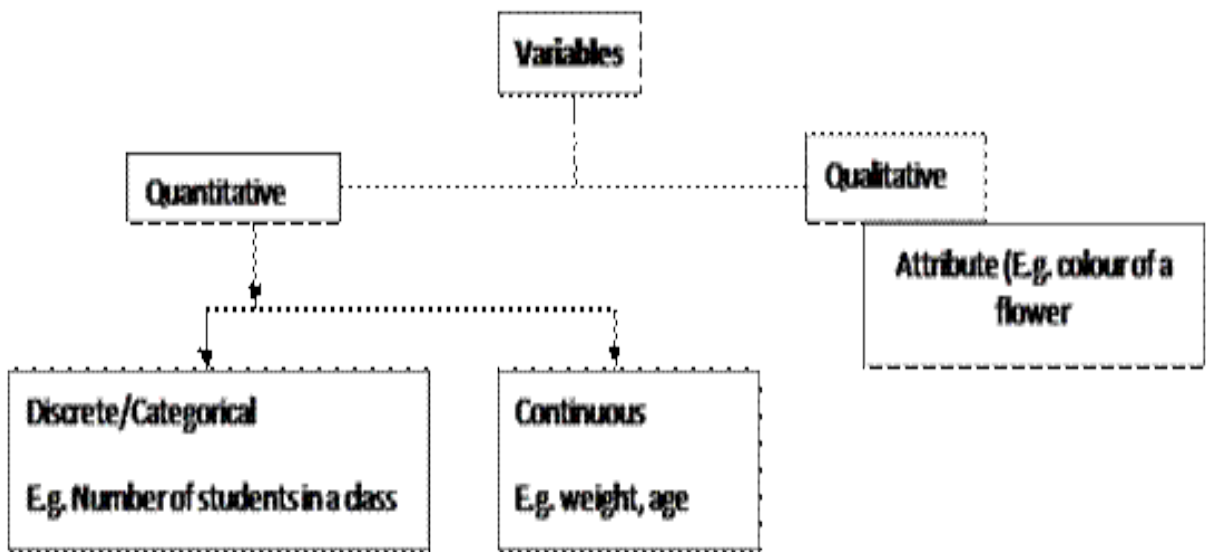 Variables
Quantitative
Qualitative
Attribute (E.g. colour of a
flower
Discrete/Categorical
E.g. Number of students in a class
Continuous
E.g. weight, age